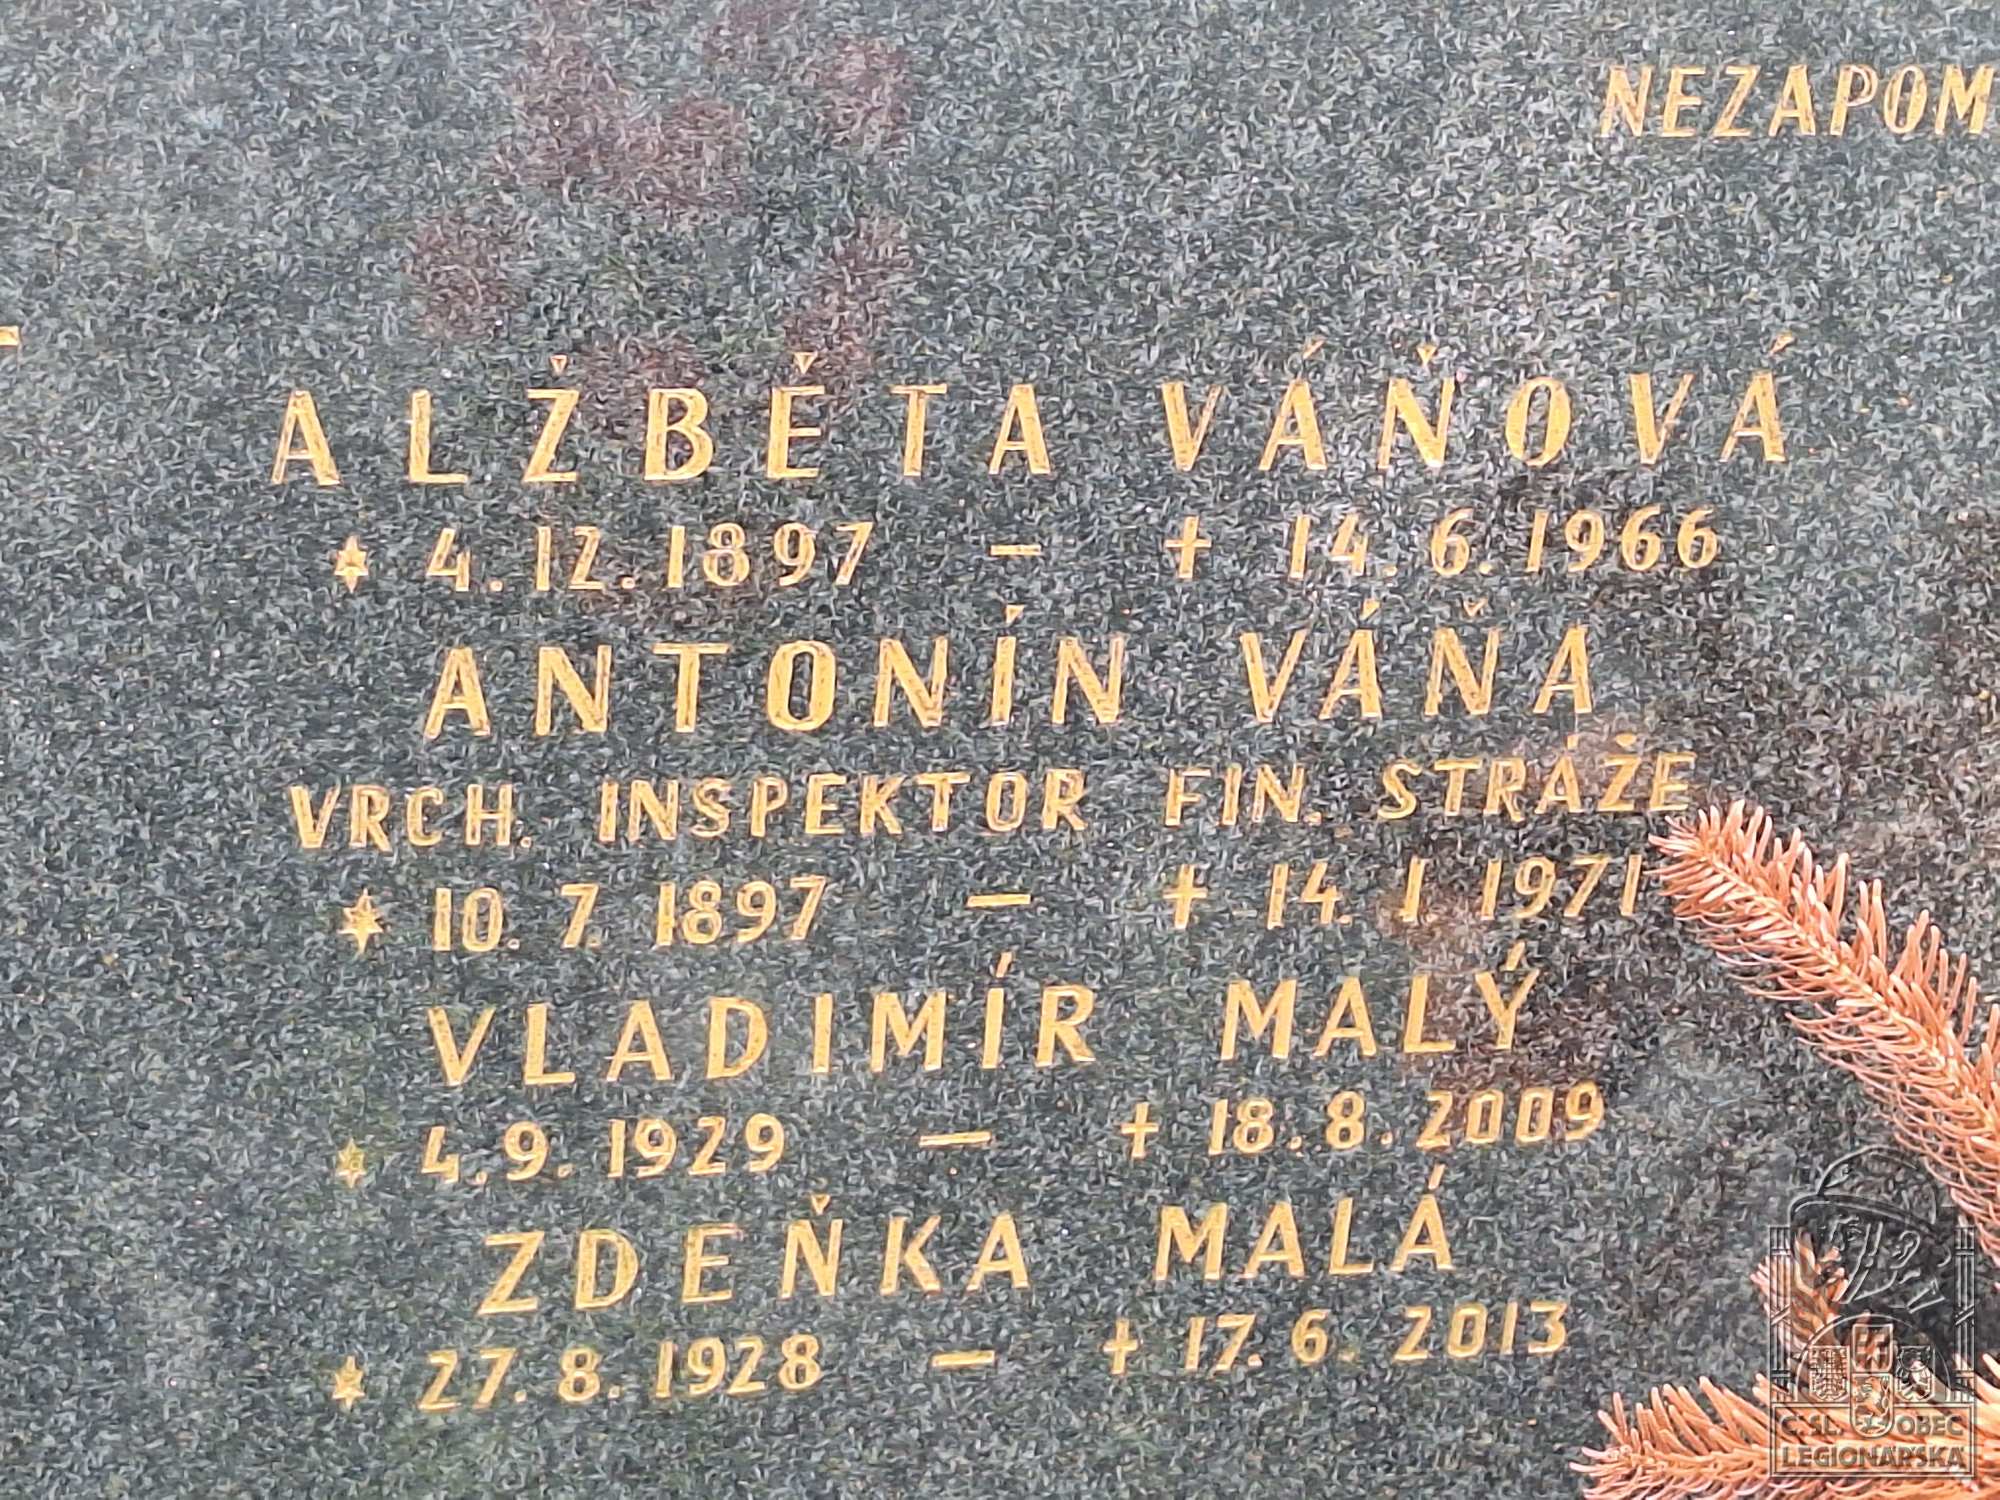 NEZAPOM
ALŽBĚTA VÁŇOVÁ
* 4. 12. 1897 – + 14. 6. 1966
ANTONÍN VÁŇA
VRCH. INSPEKTOR FIN. STRÁŽE
* 10. 7. 1897 – + 14. 1 1971
VLADIMÍR MALÝ
* 4. 9. 1929 – + 18. 8. 2009
ZDEŇKA MALÁ
* 27. 8. 1928 – + 17. 6. 2013
Č. SL. OBEC
LEGIONÁŘSKÁ